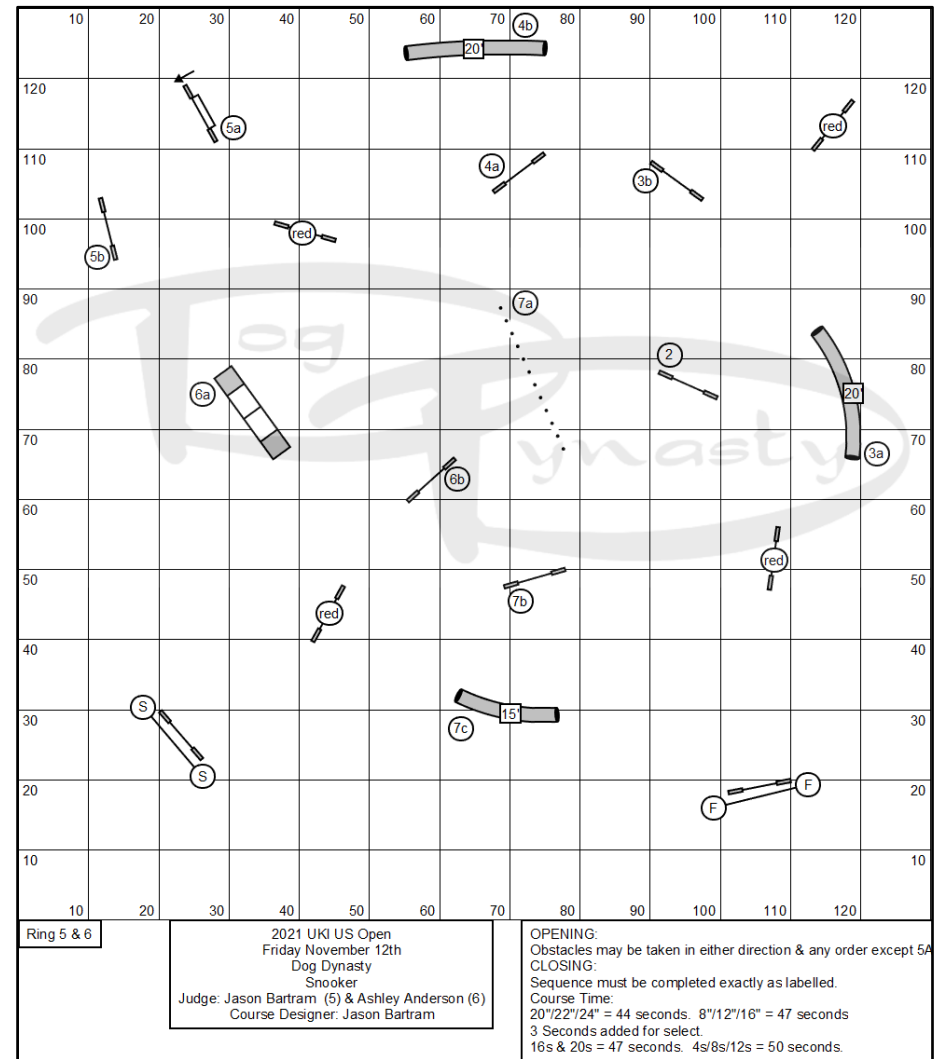 10 20 30 40 50 60 70 80 90 100 110 120
4b
20'
120 120
5a
red
110 110
4a
3b
100 red 100
5b
90 90
7a
Dog
80 2 80
6a
20'
70 Dynasty 70
3a
6b
60 60
red
50 50
7b
red
40 40
S
30 15' 30
7c
S
20 F 20
F
10 10
10 20 30 40 50 60 70 80 90 100 110 120
Ring 5 & 6
2021 UKI US Open
Friday November 12th
Dog Dynasty
Snooker
Judge: Jason Bartram (5) & Ashley Anderson (6)
Course Designer: Jason Bartram
OPENING:
Obstacles may be taken in either direction & any order except 5A
CLOSING:
Sequence must be completed exactly as labelled.
Course Time:
20"/22"/24" = 44 seconds. 8"/12"/16" = 47 seconds
3 Seconds added for select.
16s & 20s = 47 seconds. 4s/8s/12s = 50 seconds.